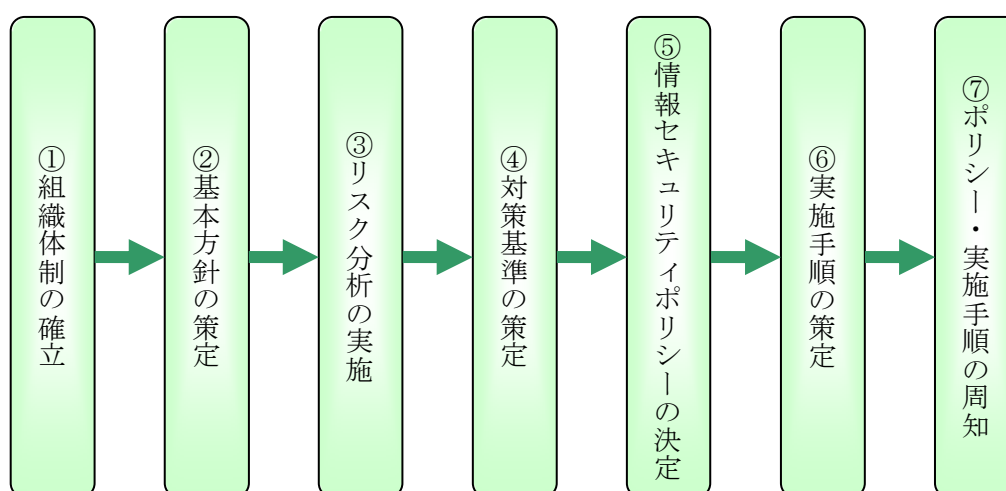 ①組織体制の確立
②基本方針の策定
③リスク分析の実施
④対策基準の策定
⑤情報セキュリティポリシーの決定
⑥実施手順の策定
⑦ポリシー・実施手順の周知